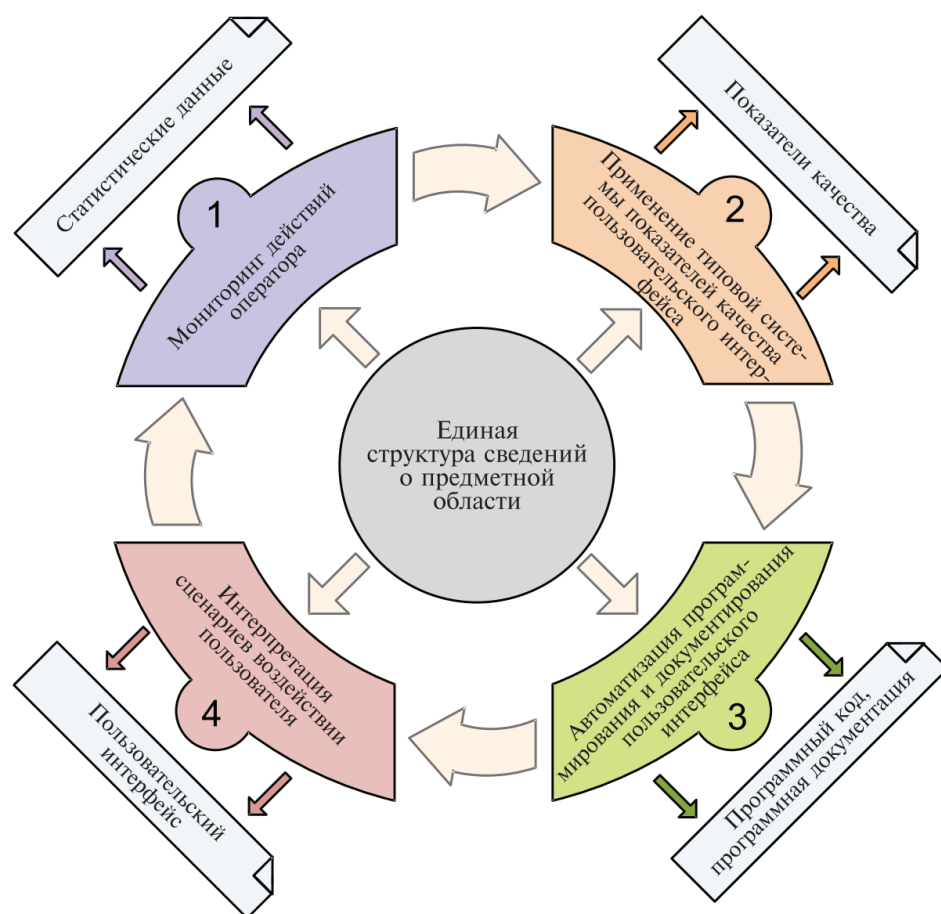 Статистические данные
1
Мониторинг действий
оператора
Показатели качества
2
Применение типовой систе-
мы показателей качества
пользовательского интер-
фейса
Единая
структура сведений
о предметной
области
Автоматизация програм-
мирования и документирования
пользовательского
интерфейса
3
Программный код,
программная документация
Интерпретация
сценариев воздействии
пользователя
4
Пользовательский
интерфейс